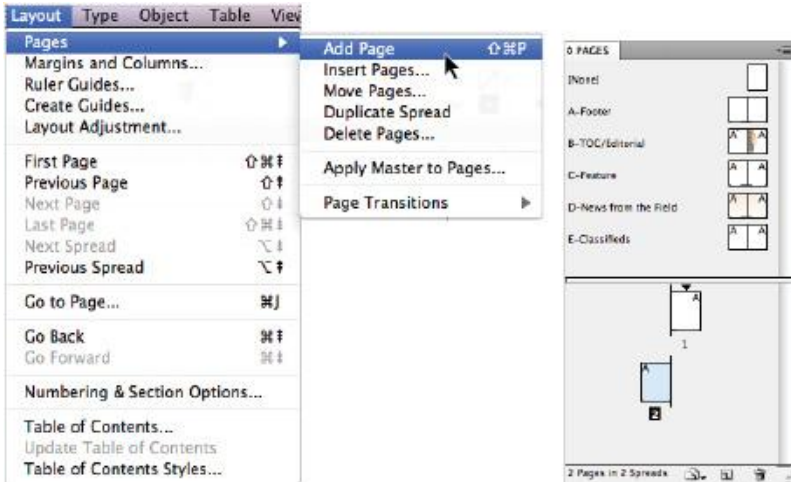 Layout Type Object Table View
Pages
Margins and Columns...
Ruler Guides...
Create Guides...
Layout Adjustment...
First Page ⇧⌘⇞
Previous Page ⇧⇞
Next Page ⇧⇟
Last Page ⇧⌘⇟
Next Spread ⌥⇟
Previous Spread ⌥⇞
Go to Page... ⌘J
Go Back ⌘⇞
Go Forward ⌘⇟
Numbering & Section Options...
Table of Contents...
Update Table of Contents
Table of Contents Styles...
Add Page ⇧⌘P
Insert Pages...
Move Pages...
Duplicate Spread
Delete Pages...
Apply Master to Pages...
Page Transitions
PAGES
[None]
A-Footer
B-TOC/Editorial
A A
C-Feature
A A
D-News from the Field
A A
E-Classifieds
A A
A
1
A
2
2 Pages in 2 Spreads